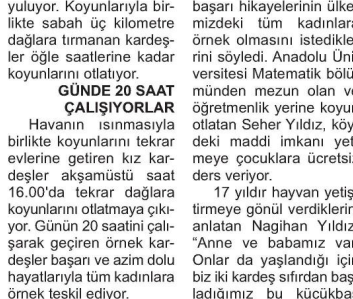 yuluyor. Koyunlarıyla bir-
likte sabah üç kilometre
dağlara tırmanan kardeş-
ler öğle saatlerine kadar
koyunlarını otlatıyor.
GÜNDE 20 SAAT
ÇALIŞIYORLAR
Havanın ısınmasıyla
birlikte koyunlarını tekrar
evlerine getiren kız kar-
deşler akşamüstü saat
16.00'da tekrar dağlara
koyunlarını otlatmaya çıkı-
yor. Günün 20 saatini çalı-
şarak geçiren örnek kar-
deşler başarı ve azim dolu
hayatlarıyla tüm kadınlara
örnek teşkil ediyor.
başarı hikayelerinin ülke
mizdeki tüm kadınlara
örnek olmasını istedikle
rini söyledi. Anadolu Üni
versitesi Matematik bölü
münden mezun olan ve
öğretmenlik yerine koyun
otlatan Seher Yıldız, köy
deki maddi imkanı yet
meye çocuklara ücretsiz
ders veriyor.
17 yıldır hayvan yetiş
tirmeye gönül verdiklerin
anlatan Nagihan Yıldız
"Anne ve babamız var
Onlar da yaşlandığı için
biz iki kardeş sıfırdan baş
ladığımız bu küçükbaş